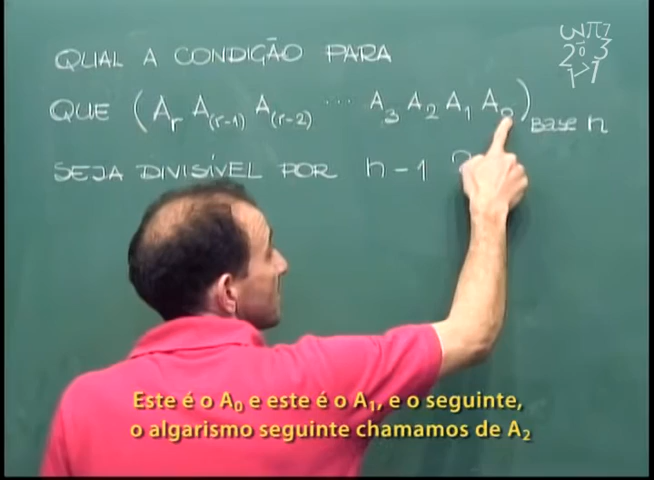 QUAL A CONDIÇÃO PARA
QUE (Aᵣ A₍ᵣ₋₁₎ A₍ᵣ₋₂₎ ... A₃ A₂ A₁ A₀) BASE n
SEJA DIVISÍVEL POR n-1 ?
Este é o A₀ e este é o A₁, e o seguinte,
o algarismo seguinte chamamos de A₂